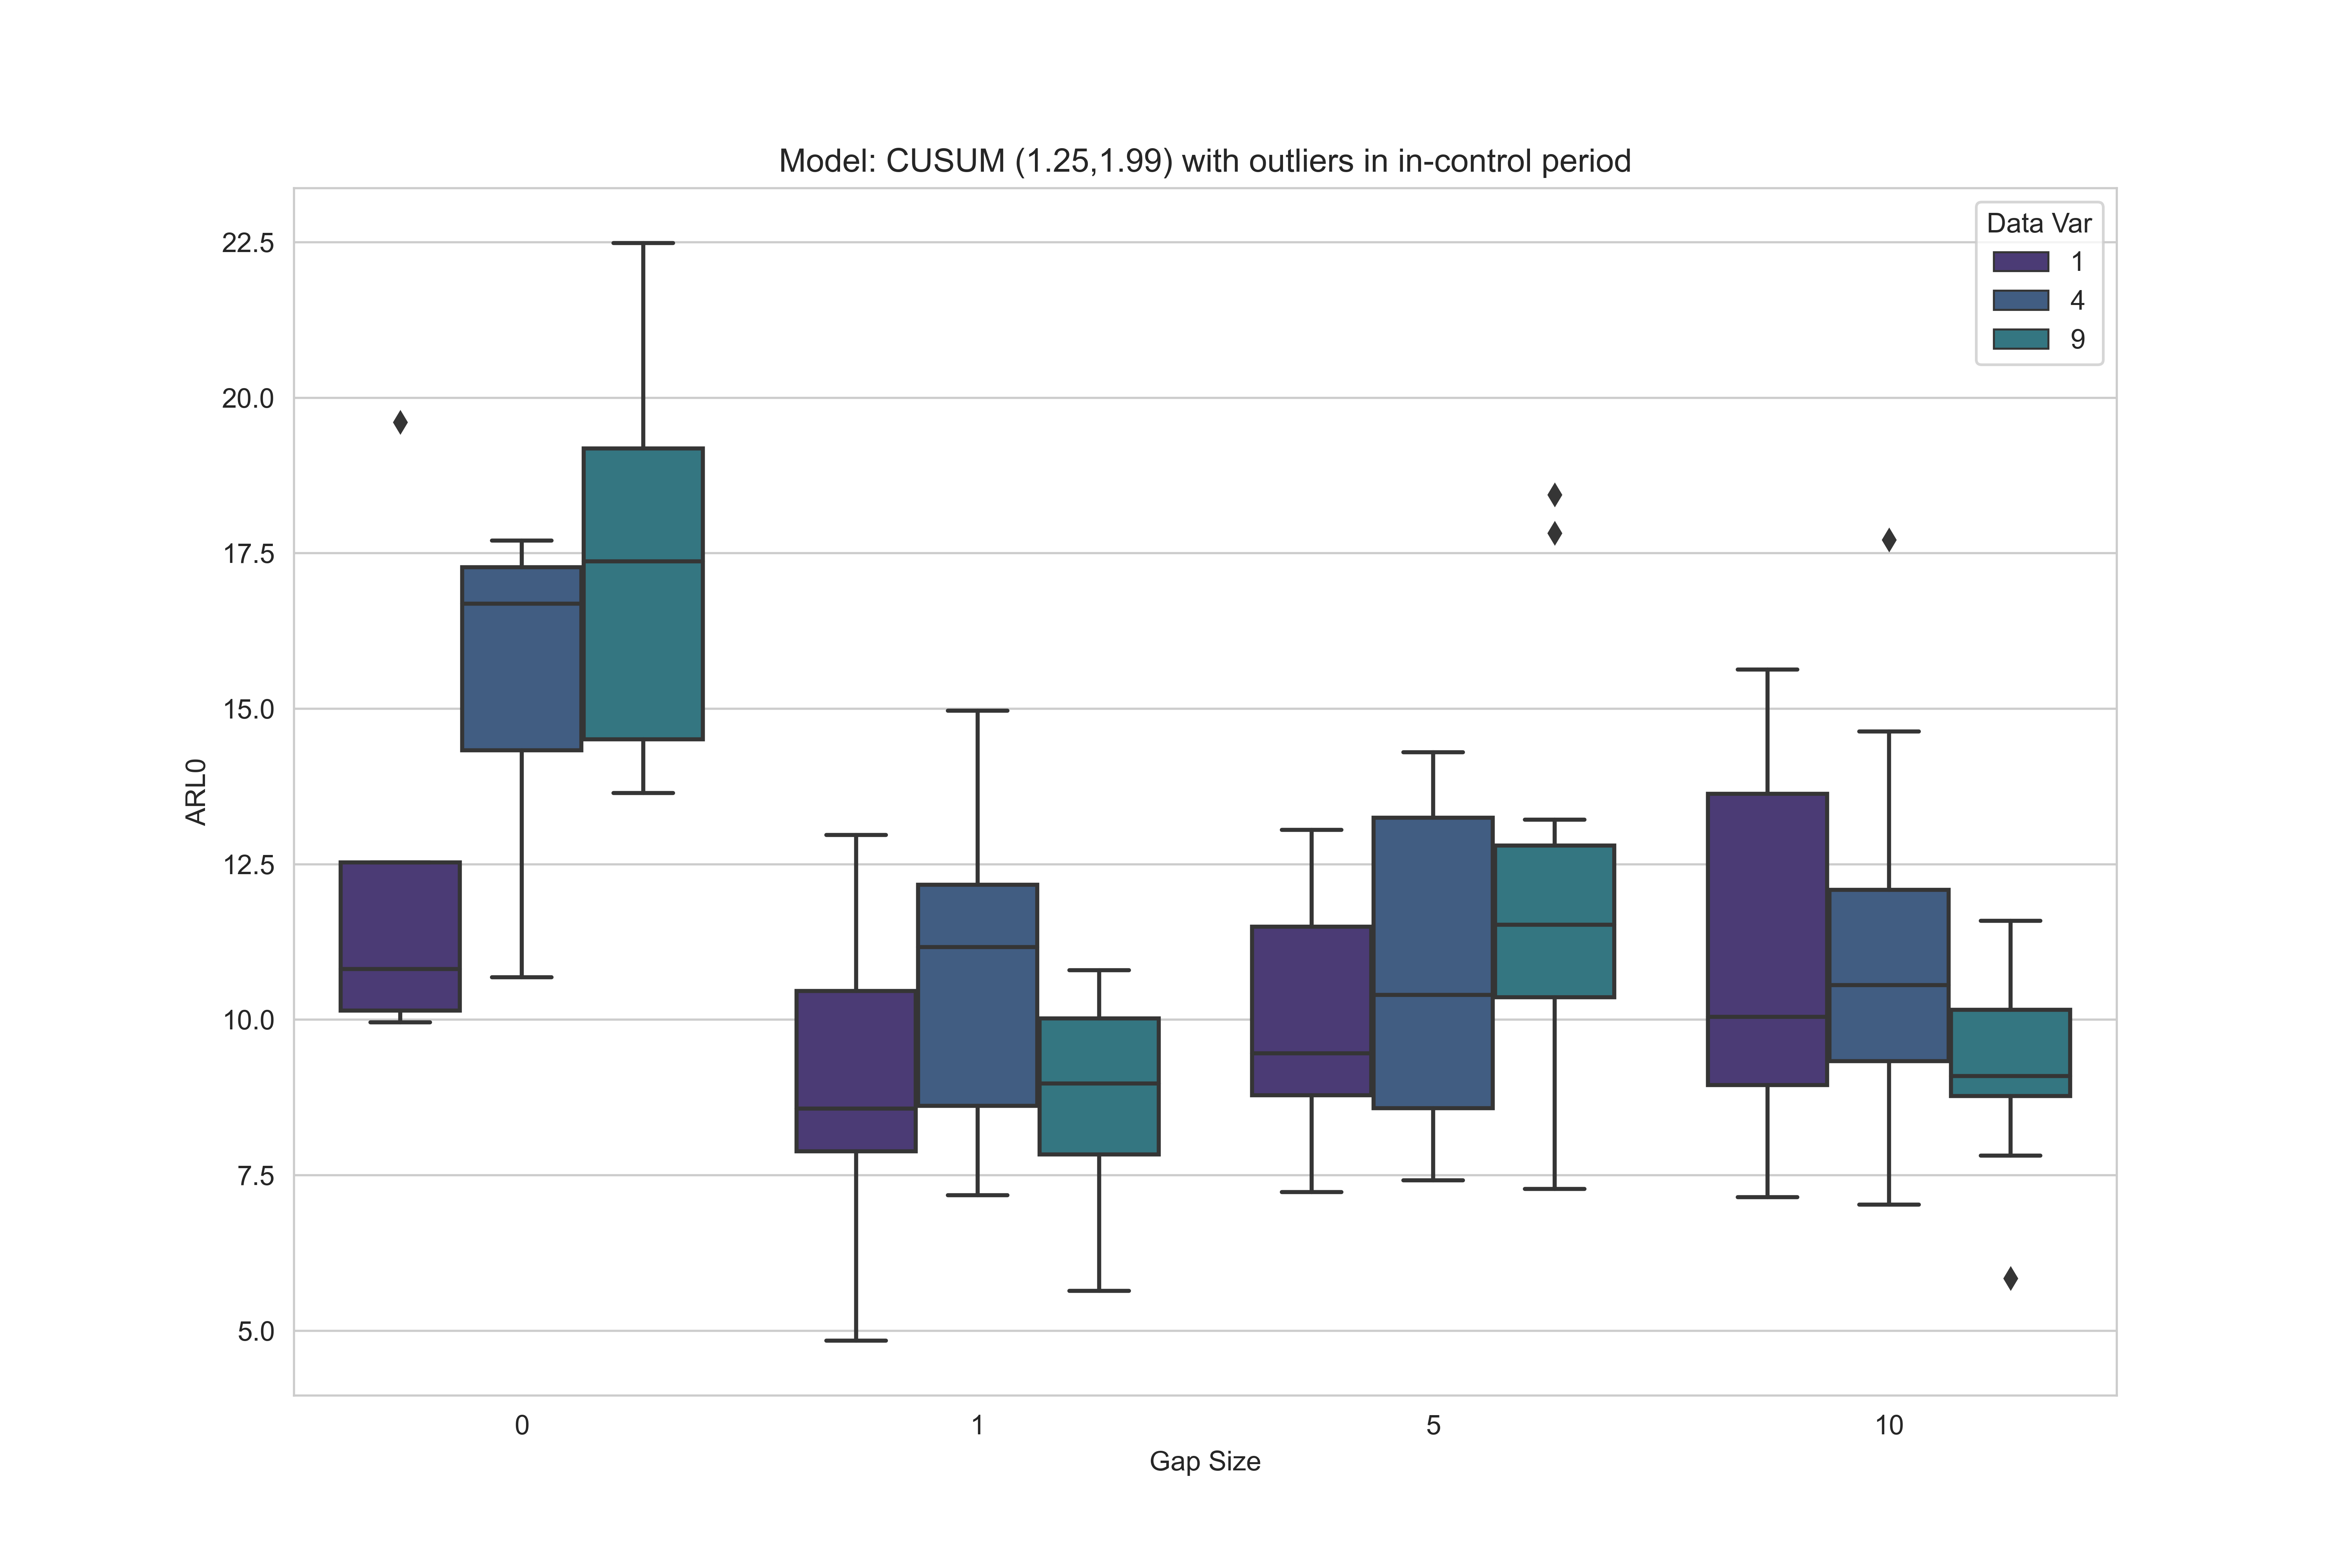 Model: CUSUM (1.25,1.99) with outliers in in-control period
Data Var
1
4
9
22.5
20.0
17.5
15.0
12.5
10.0
7.5
5.0
ARL0
0 1 5 10
Gap Size